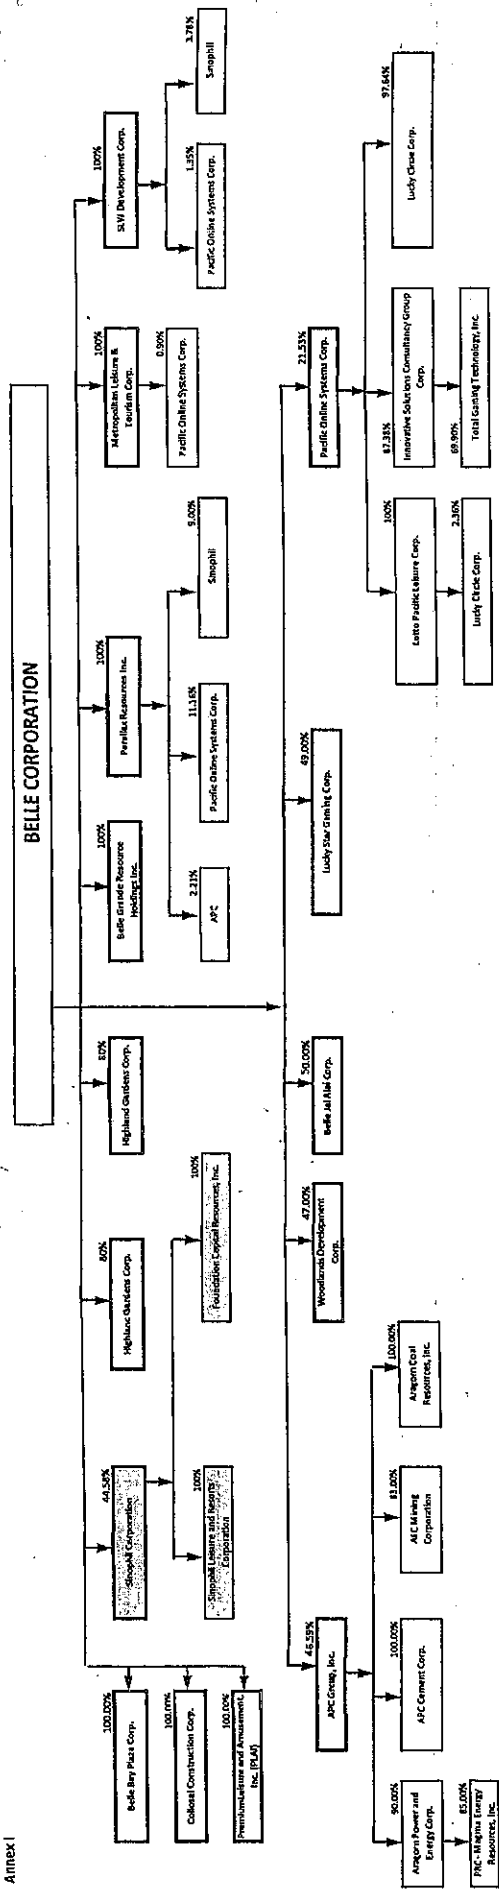 Annex I
BELLE CORPORATION
100.00%
Belle Bay Plaza Corp.
100.00%
Collosal Construction Corp.
100.00%
PremiumLeisure and Amusement,
Inc. (PLAI)
44.58%
Sinophil Corporation
100%
Sinophil Leisure and Resorts
Corporation
100%
Foundation Capital Resources, Inc.
80%
Highland Gardens Corp.
80%
Highland Gardens Corp.
100%
Belle Grande Resource
Holdings Inc.
100%
Parallax Resources Inc.
2.21%
APC
11.16%
Pacific Online Systems Corp.
9.00%
Sinophil
100%
Metropolitan Leisure &
Tourism Corp.
0.90%
Pacific Online Systems Corp.
100%
SLW Development Corp.
1.35%
Pacific Online Systems Corp.
3.78%
Sinophil
46.59%
APC Group, Inc.
90.00%
Aragorn Power and
Energy Corp.
85.00%
PRC - Magma Energy
Resources, Inc.
100.00%
APC Cement Corp.
83.00%
APC Mining
Corporation
100.00%
Aragorn Coal
Resources, Inc.
47.00%
Woodlands Development
Corp.
50.00%
Belle Jai Alai Corp.
49.00%
Lucky Star Gaming Corp.
21.53%
Pacific Online Systems Corp.
100%
Lotto Pacific Leisure Corp.
2.36%
Lucky Circle Corp.
87.38%
Innovative Solutions Consultancy Group
Corp.
69.90%
Total Gaming Technology, Inc.
97.64%
Lucky Circle Corp.